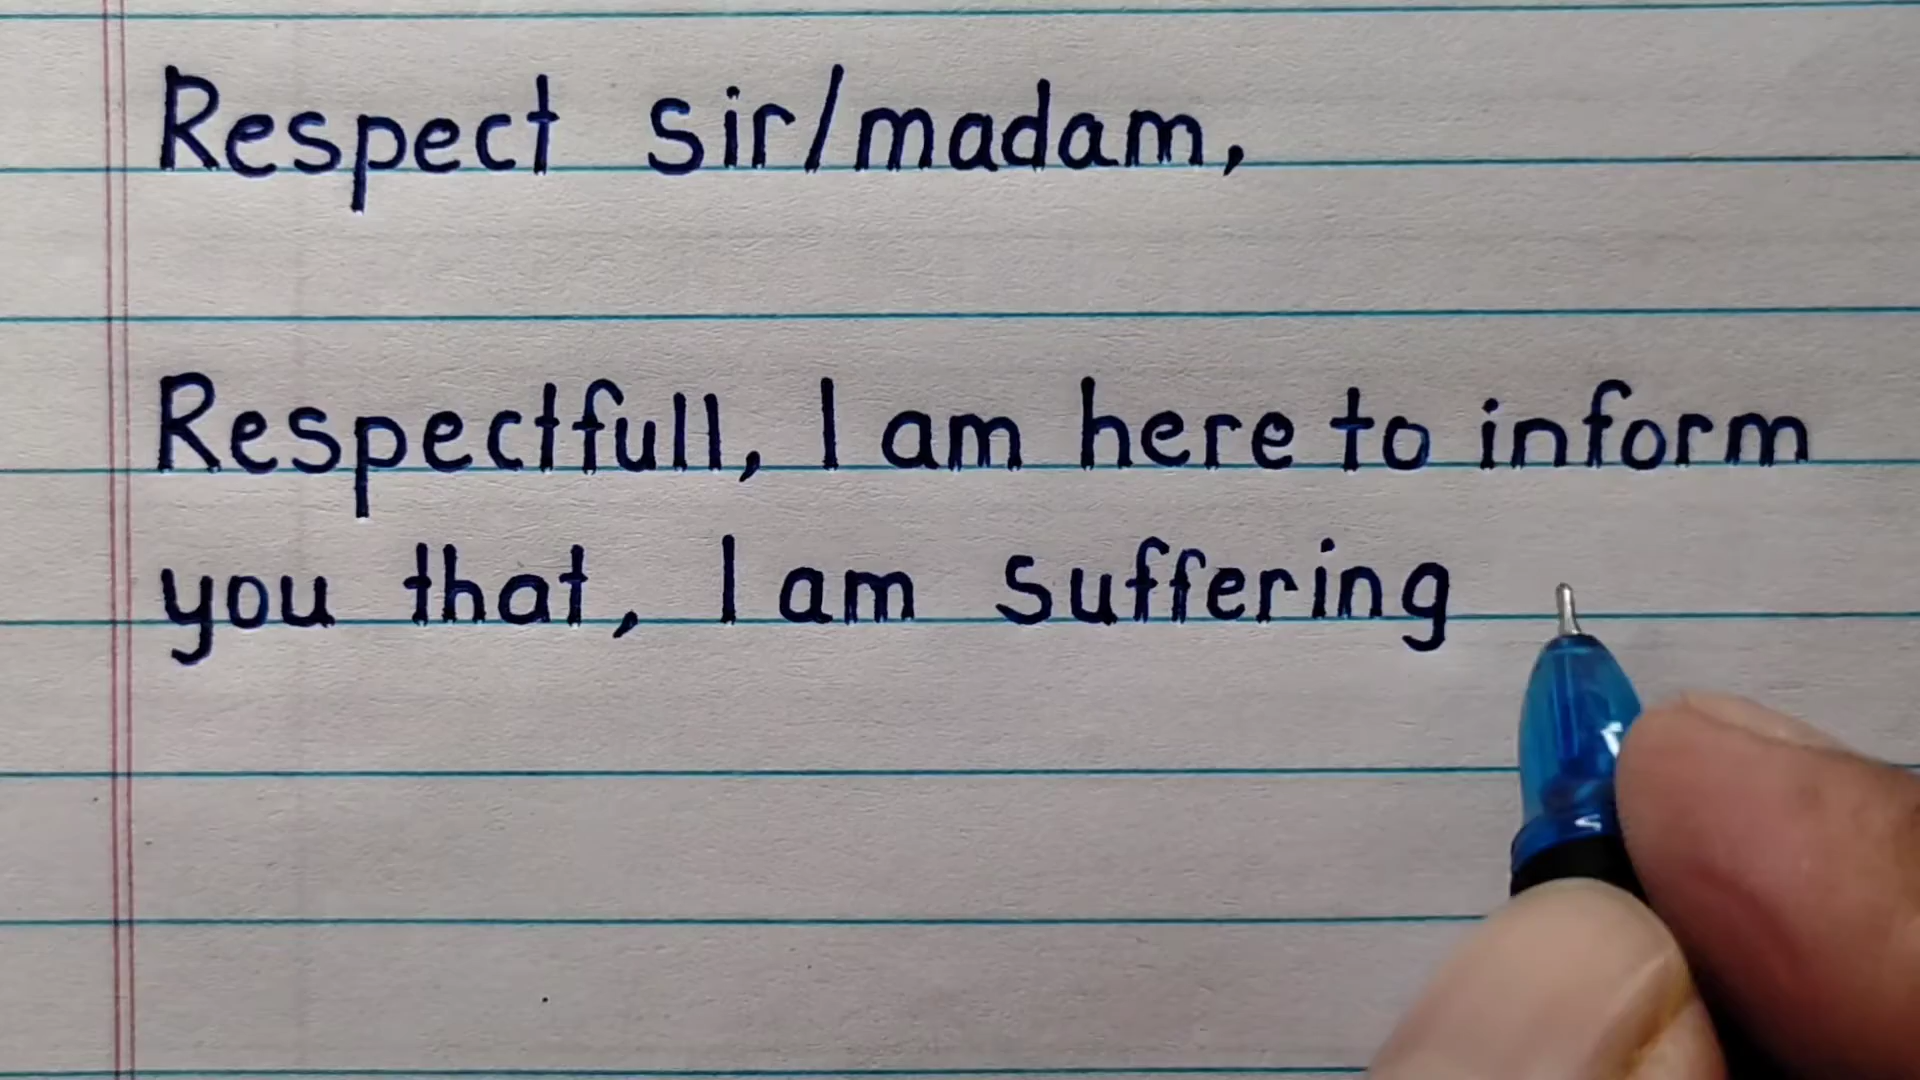 Respect sir/madam,
Respectfull, I am here to inform
you that, I am suffering